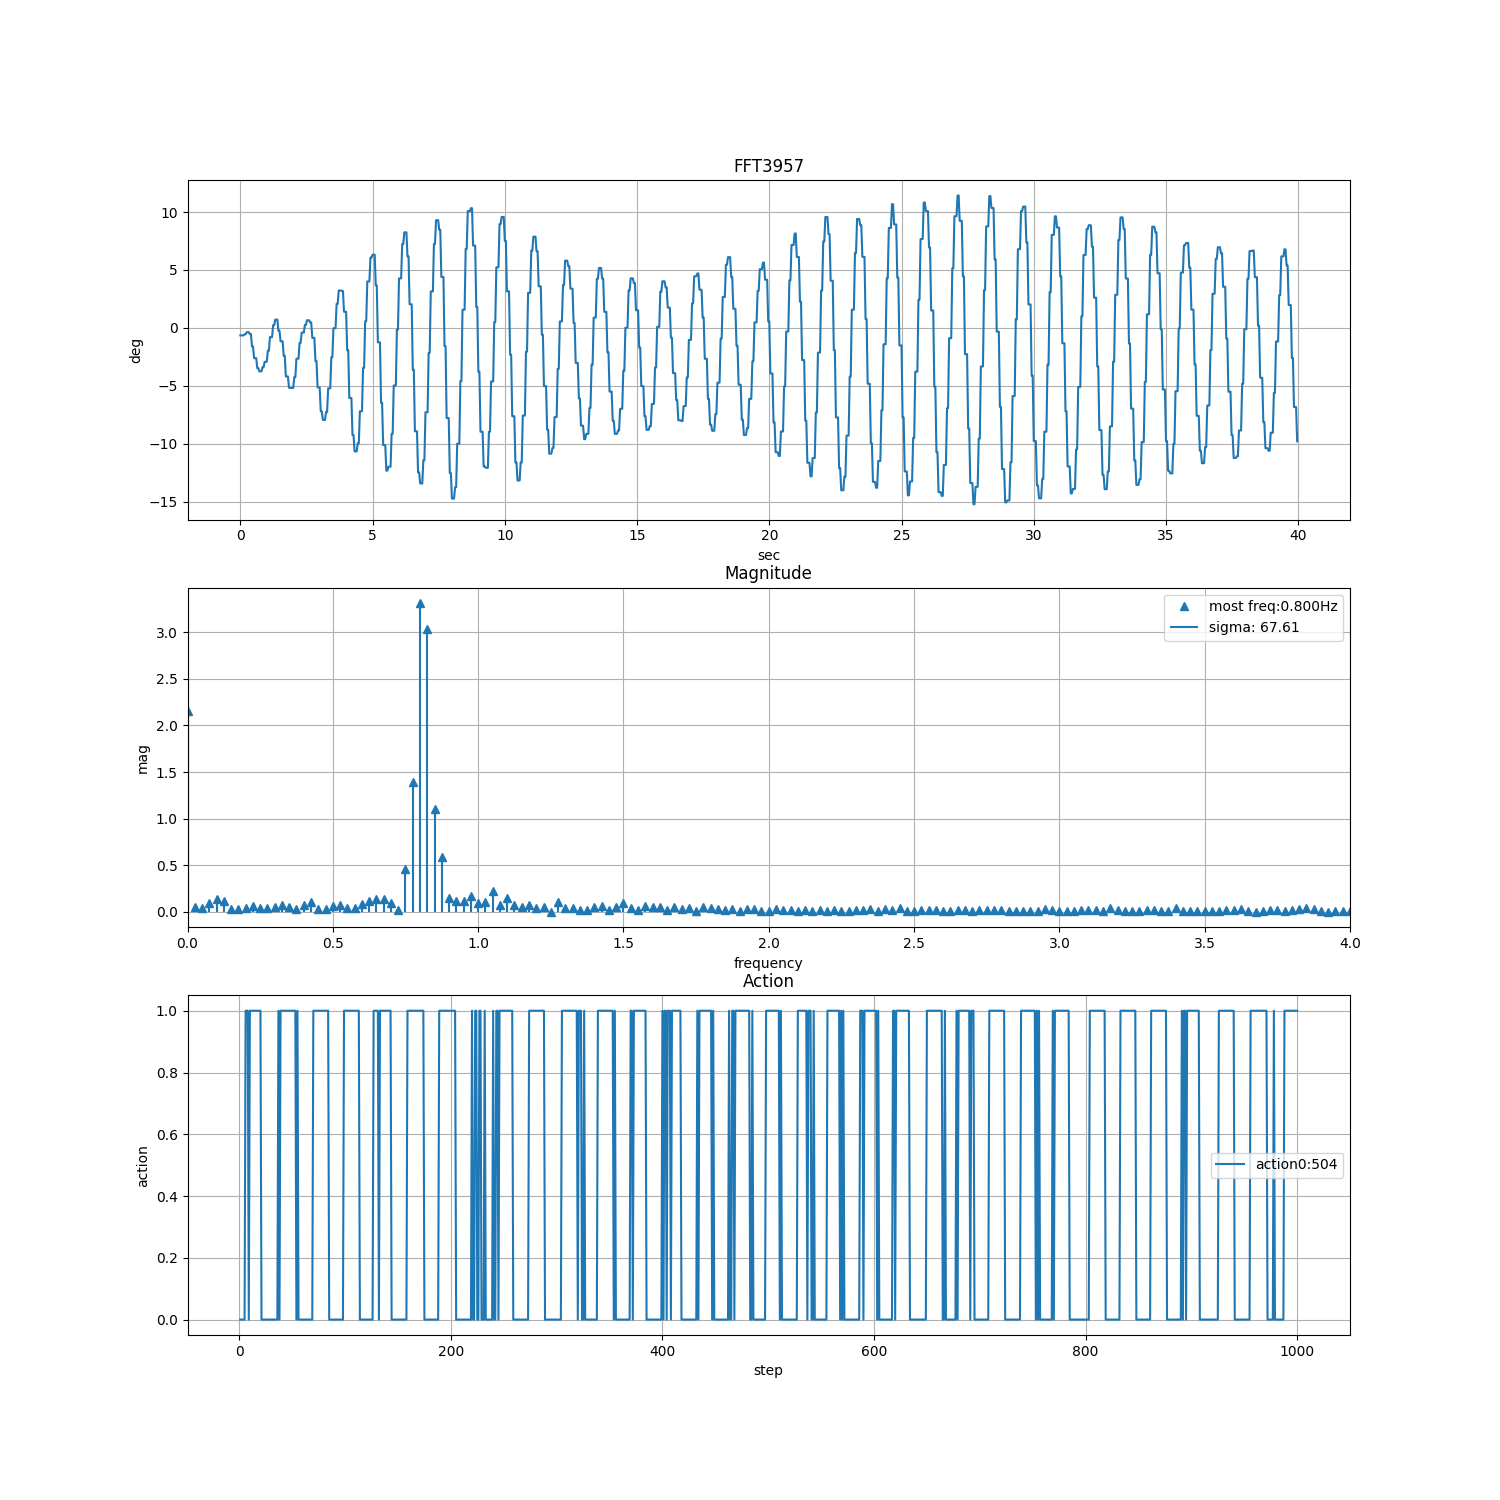 FFT3957
10
5
0
−5
−10
−15
deg
0 5 10 15 20 25 30 35 40
sec
Magnitude
most freq:0.800Hz
sigma: 67.61
3.0
2.5
2.0
1.5
1.0
0.5
0.0
mag
0.0 0.5 1.0 1.5 2.0 2.5 3.0 3.5 4.0
frequency
Action
1.0
0.8
0.6
0.4
0.2
0.0
action
action0:504
0 200 400 600 800 1000
step